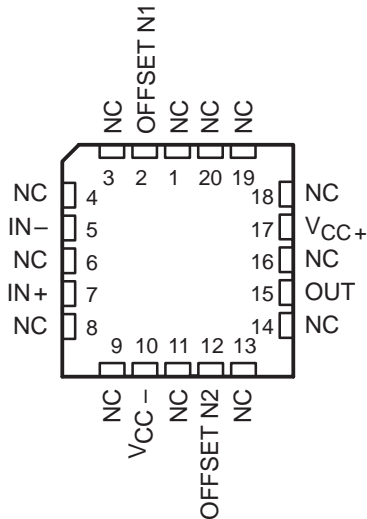 NC
OFFSET N1
NC
NC
NC
3
2
1
20
19
NC
4
18
NC
IN−
5
17
VCC+
NC
6
16
NC
IN+
7
15
OUT
NC
8
14
NC
9
10
11
12
13
NC
VCC −
NC
OFFSET N2
NC